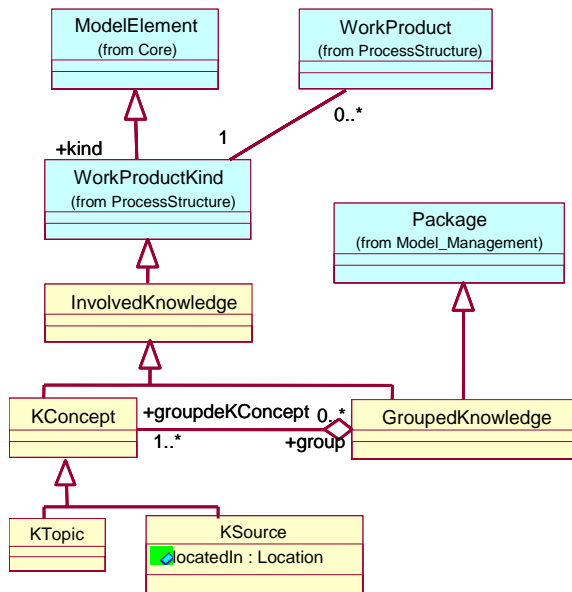 ModelElement
(from Core)
WorkProduct
(from ProcessStructure)
0..*
1
+kind
WorkProductKind
(from ProcessStructure)
Package
(from Model_Management)
InvolvedKnowledge
KConcept
+groupdeKConcept
0..*
1..*
+group
GroupedKnowledge
KTopic
KSource
locatedIn : Location